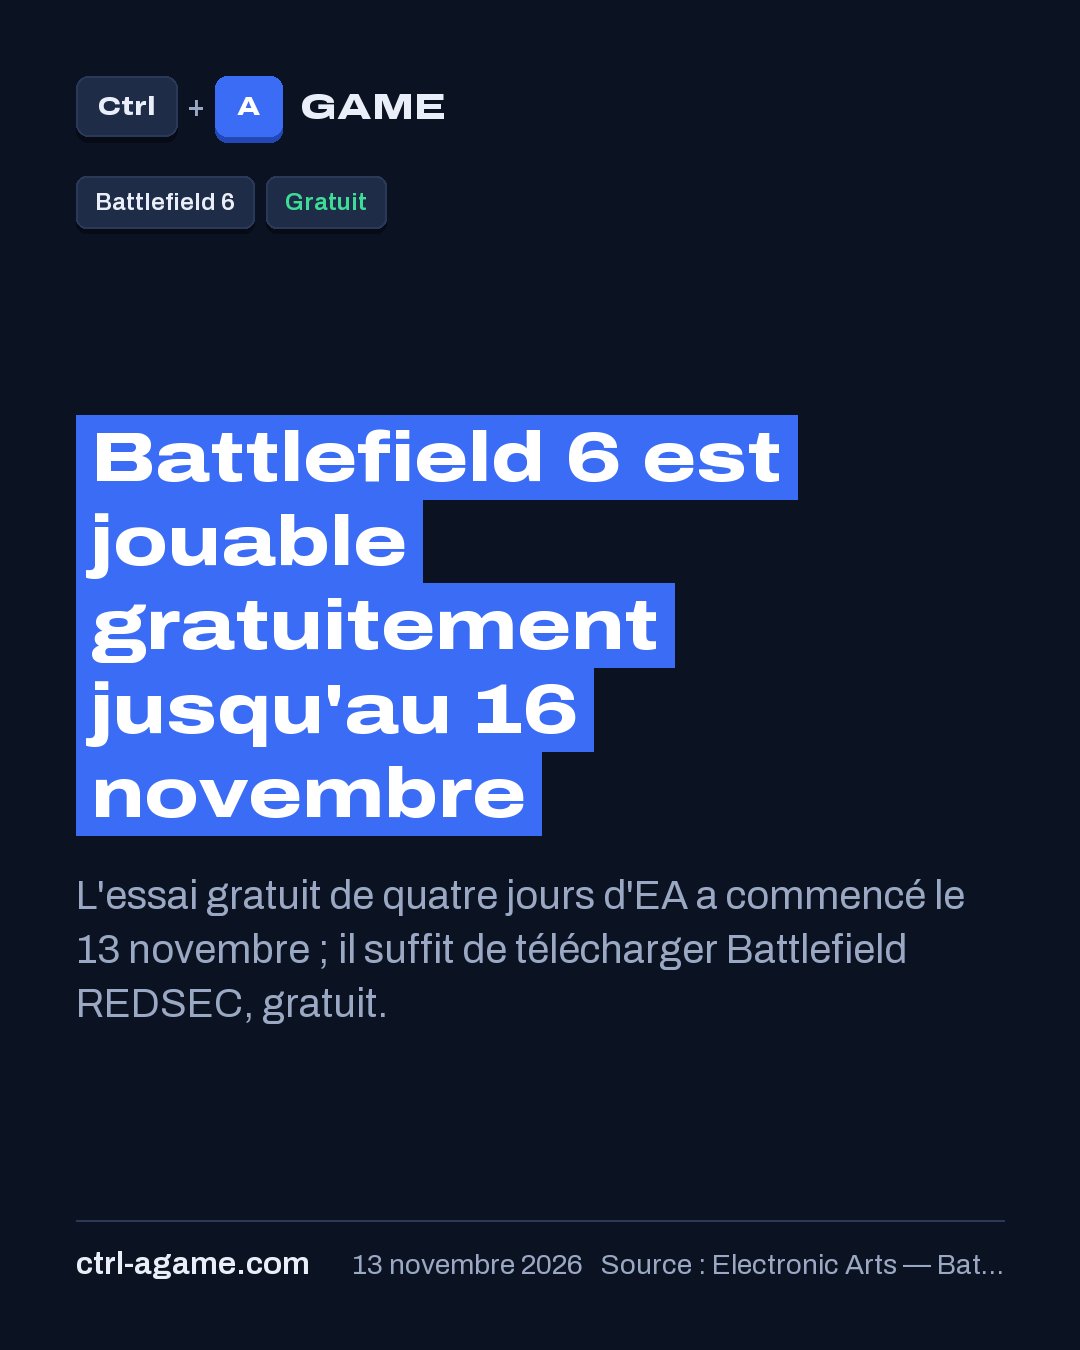 Ctrl + A GAME
Battlefield 6 Gratuit
Battlefield 6 est
jouable
gratuitement
jusqu'au 16
novembre
L'essai gratuit de quatre jours d'EA a commencé le
13 novembre ; il suffit de télécharger Battlefield
REDSEC, gratuit.
ctrl-agame.com 13 novembre 2026 Source : Electronic Arts — Bat...